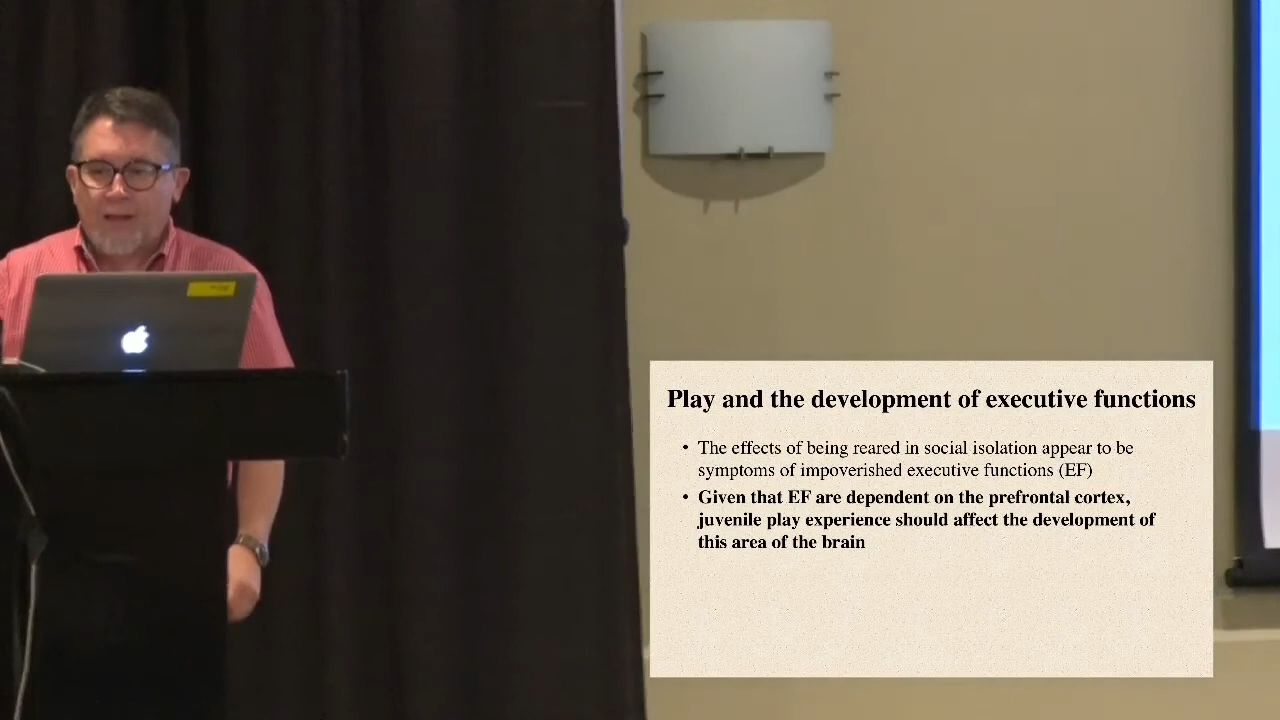 Play and the development of executive functions
• The effects of being reared in social isolation appear to be
symptoms of impoverished executive functions (EF)
• Given that EF are dependent on the prefrontal cortex,
juvenile play experience should affect the development of
this area of the brain